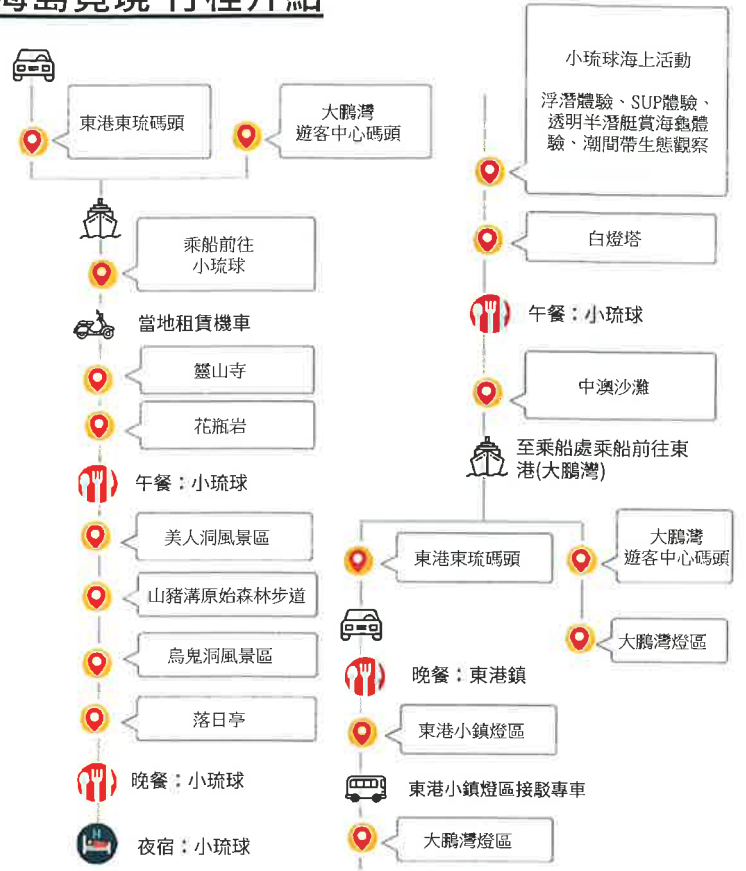 海島覓境 行程介紹
東港東琉碼頭
大鵬灣
遊客中心碼頭
乘船前往
小琉球
當地租賃機車
靈山寺
花瓶岩
午餐：小琉球
美人洞風景區
山豬溝原始森林步道
烏鬼洞風景區
落日亭
晚餐：小琉球
夜宿：小琉球
小琉球海上活動
浮潛體驗、SUP體驗、
透明半潛艇賞海龜體
驗、潮間帶生態觀察
白燈塔
午餐：小琉球
中澳沙灘
至乘船處乘船前往東
港(大鵬灣)
東港東琉碼頭
大鵬灣
遊客中心碼頭
大鵬灣燈區
晚餐：東港鎮
東港小鎮燈區
東港小鎮燈區接駁專車
大鵬灣燈區